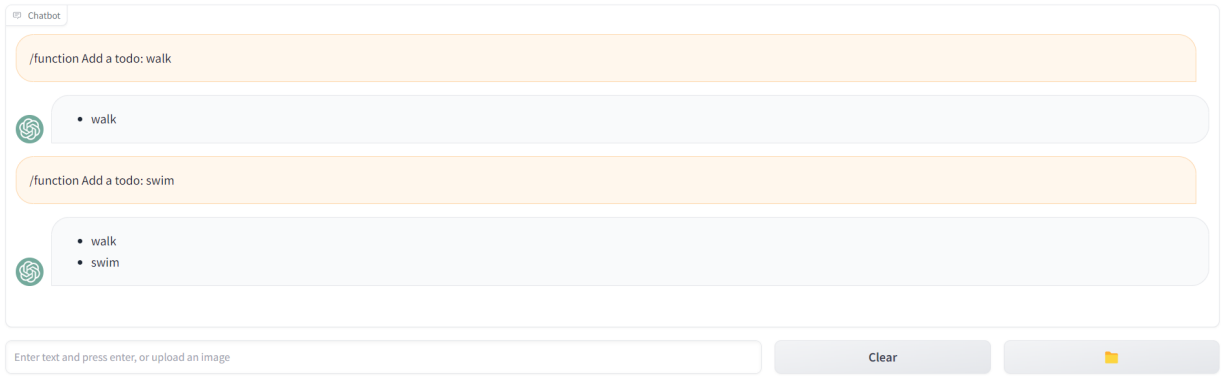 Chatbot
/function Add a todo: walk
• walk
/function Add a todo: swim
• walk
• swim
Enter text and press enter, or upload an image
Clear